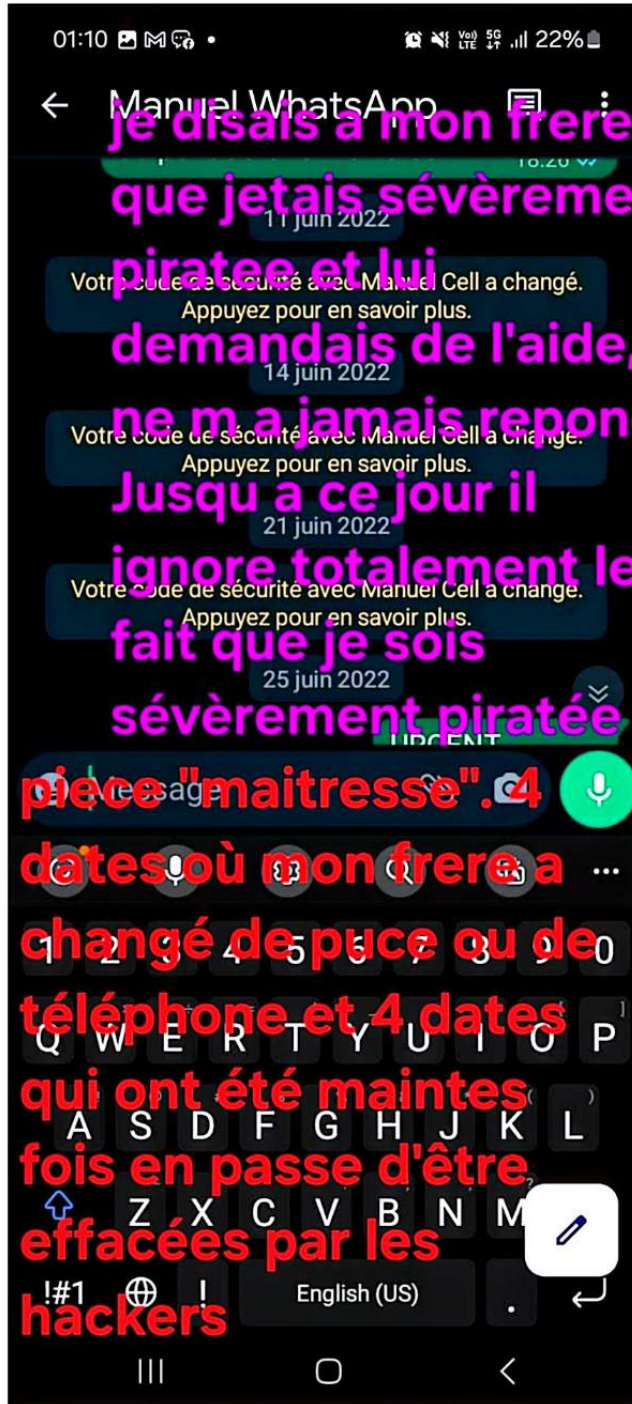 01:10 Vo)) LTE 5G 22%
Manuel WhatsApp
je disais a mon frere
18:26
que jetais sévèreme
11 juin 2022
piratee et lui
Votre code de sécurité avec Manuel Cell a changé.
Appuyez pour en savoir plus.
demandais de l'aide,
14 juin 2022
ne m a jamais repon
Votre code de sécurité avec Manuel Cell a changé.
Appuyez pour en savoir plus.
Jusqu a ce jour il
21 juin 2022
ignore totalement le
Votre code de sécurité avec Manuel Cell a changé.
Appuyez pour en savoir plus.
fait que je sois
25 juin 2022
sévèrement piratée
URGENT
piece "maitresse". 4
Message
dates où mon frere a
changé de puce ou de
1 2 3 4 5 6 7 8 9 0
téléphone et 4 dates
Q W E R T Y U I O P
qui ont été maintes
A S D F G H J K L
fois en passe d'être
Z X C V B N M
effacées par les
!#1 ! English (US) .
hackers